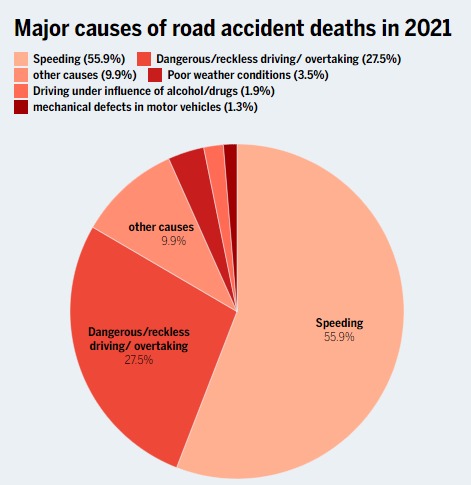 Major causes of road accident deaths in 2021
Speeding (55.9%) Dangerous/reckless driving/ overtaking (27.5%)
other causes (9.9%) Poor weather conditions (3.5%)
Driving under influence of alcohol/drugs (1.9%)
mechanical defects in motor vehicles (1.3%)
other causes
9.9%
Speeding
55.9%
Dangerous/reckless
driving/ overtaking
27.5%